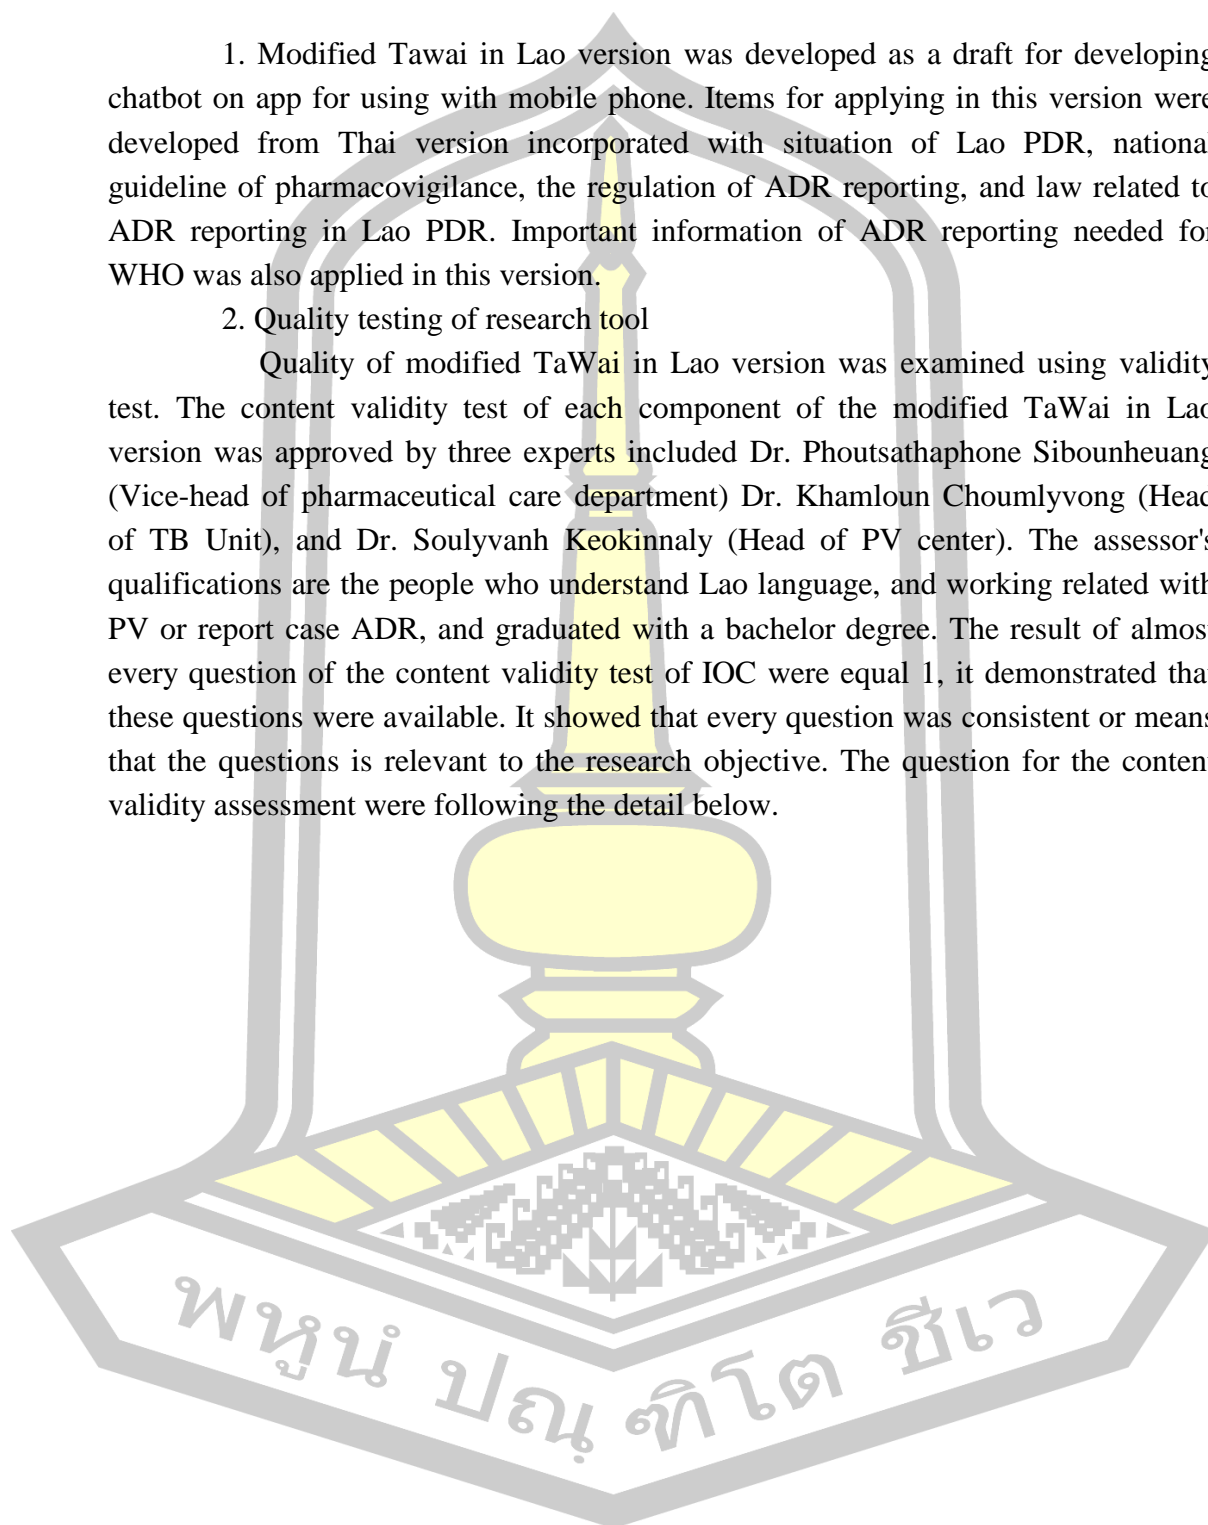 1. Modified Tawai in Lao version was developed as a draft for developing
chatbot on app for using with mobile phone. Items for applying in this version were
developed from Thai version incorporated with situation of Lao PDR, national
guideline of pharmacovigilance, the regulation of ADR reporting, and law related to
ADR reporting in Lao PDR. Important information of ADR reporting needed for
WHO was also applied in this version.
2. Quality testing of research tool
Quality of modified TaWai in Lao version was examined using validity
test. The content validity test of each component of the modified TaWai in Lao
version was approved by three experts included Dr. Phoutsathaphone Sibounheuang
(Vice-head of pharmaceutical care department) Dr. Khamloun Choumlyvong (Head
of TB Unit), and Dr. Soulyvanh Keokinnaly (Head of PV center). The assessor's
qualifications are the people who understand Lao language, and working related with
PV or report case ADR, and graduated with a bachelor degree. The result of almost
every question of the content validity test of IOC were equal 1, it demonstrated that
these questions were available. It showed that every question was consistent or means
that the questions is relevant to the research objective. The question for the content
validity assessment were following the detail below.
พหูนํ ปณฺฑิโต ชีเว